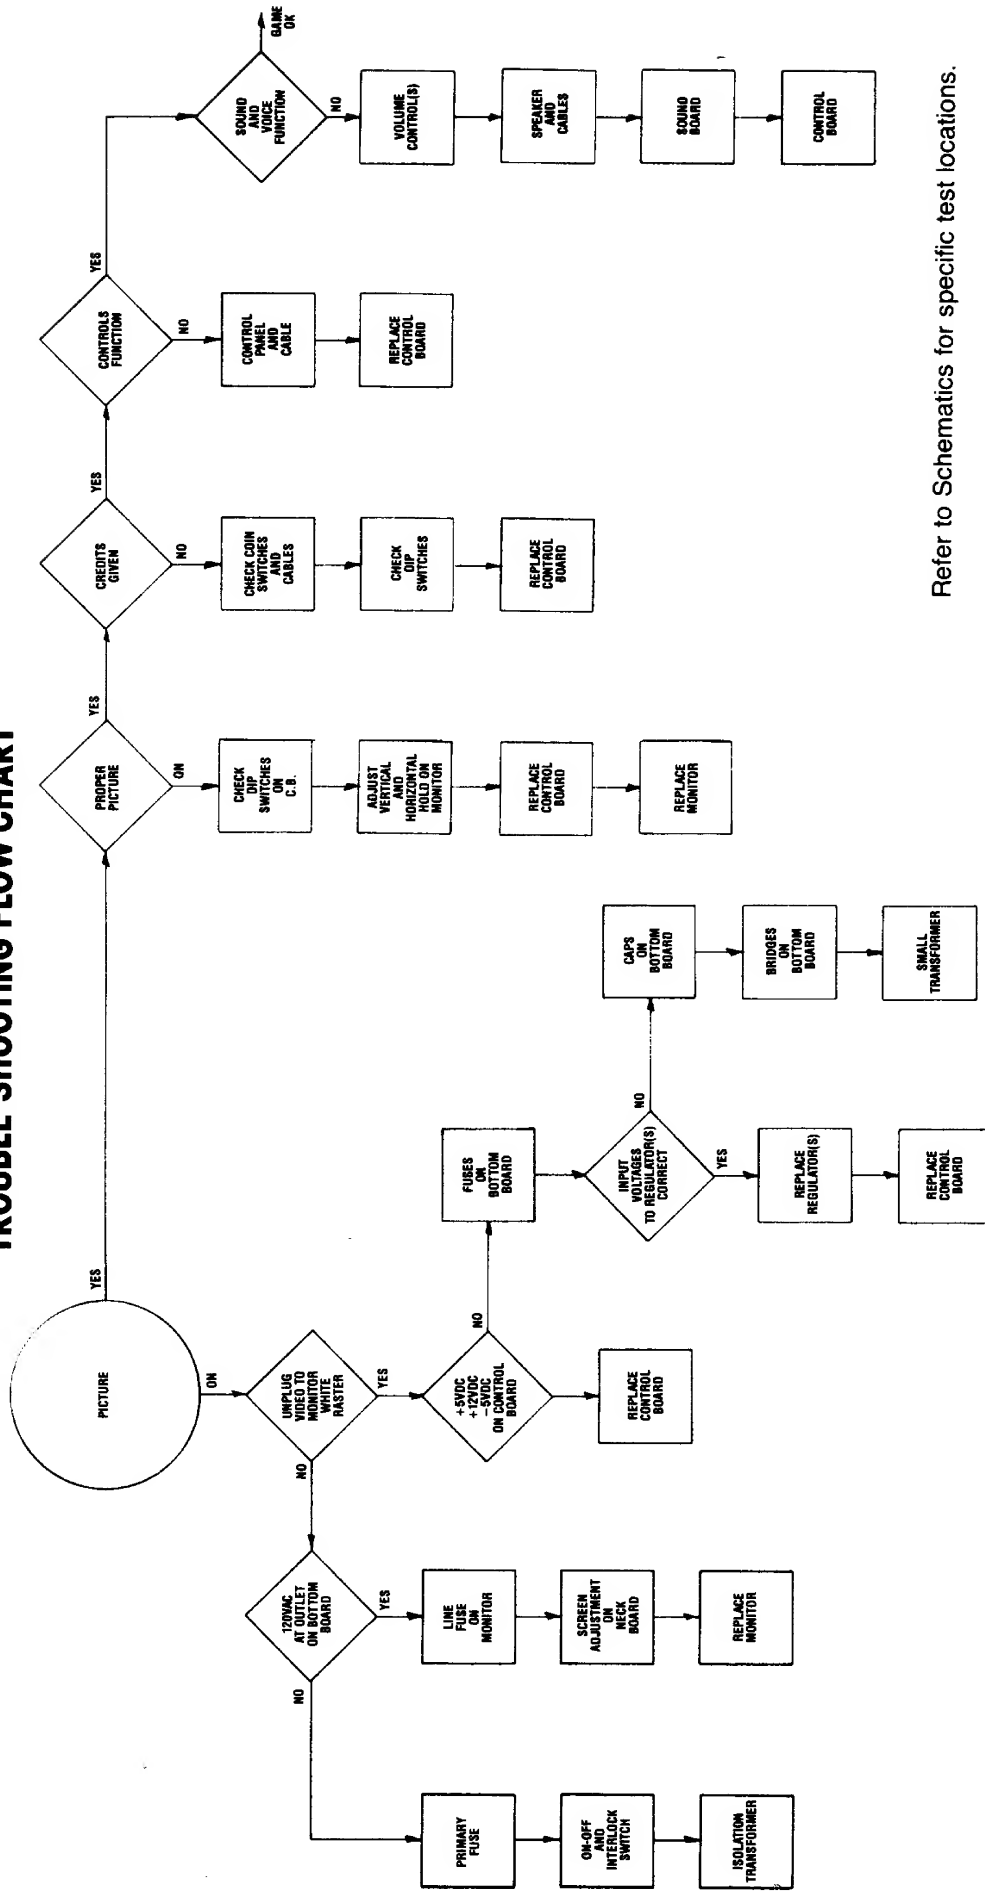 TROUBLE SHOOTING FLOW CHART
PICTURE
YES
ON
UNPLUG
VIDEO TO
MONITOR
WHITE
RASTER
NO
YES
120VAC
AT OUTLET
ON BOTTOM
BOARD
NO
YES
PRIMARY
FUSE
ON-OFF
AND
INTERLOCK
SWITCH
ISOLATION
TRANSFORMER
LINE
FUSE
ON
MONITOR
SCREEN
ADJUSTMENT
ON
NECK
BOARD
REPLACE
MONITOR
+5VDC
+12VDC
-5VDC
ON CONTROL
BOARD
NO
REPLACE
CONTROL
BOARD
FUSES
ON
BOTTOM
BOARD
INPUT
VOLTAGES
TO REGULATOR(S)
CORRECT
NO
YES
REPLACE
REGULATOR(S)
REPLACE
CONTROL
BOARD
CAPS
ON
BOTTOM
BOARD
BRIDGES
ON
BOTTOM
BOARD
SMALL
TRANSFORMER
PROPER
PICTURE
YES
ON
CHECK
DIP
SWITCHES
ON
C.B.
ADJUST
VERTICAL
AND
HORIZONTAL
HOLD ON
MONITOR
REPLACE
CONTROL
BOARD
REPLACE
MONITOR
CREDITS
GIVEN
YES
NO
CHECK COIN
SWITCHES
AND
CABLES
CHECK
DIP
SWITCHES
REPLACE
CONTROL
BOARD
CONTROLS
FUNCTION
YES
NO
CONTROL
PANEL
AND
CABLE
REPLACE
CONTROL
BOARD
SOUND
AND
VOICE
FUNCTION
GAME
OK
NO
VOLUME
CONTROL(S)
SPEAKER
AND
CABLES
SOUND
BOARD
CONTROL
BOARD
Refer to Schematics for specific test locations.